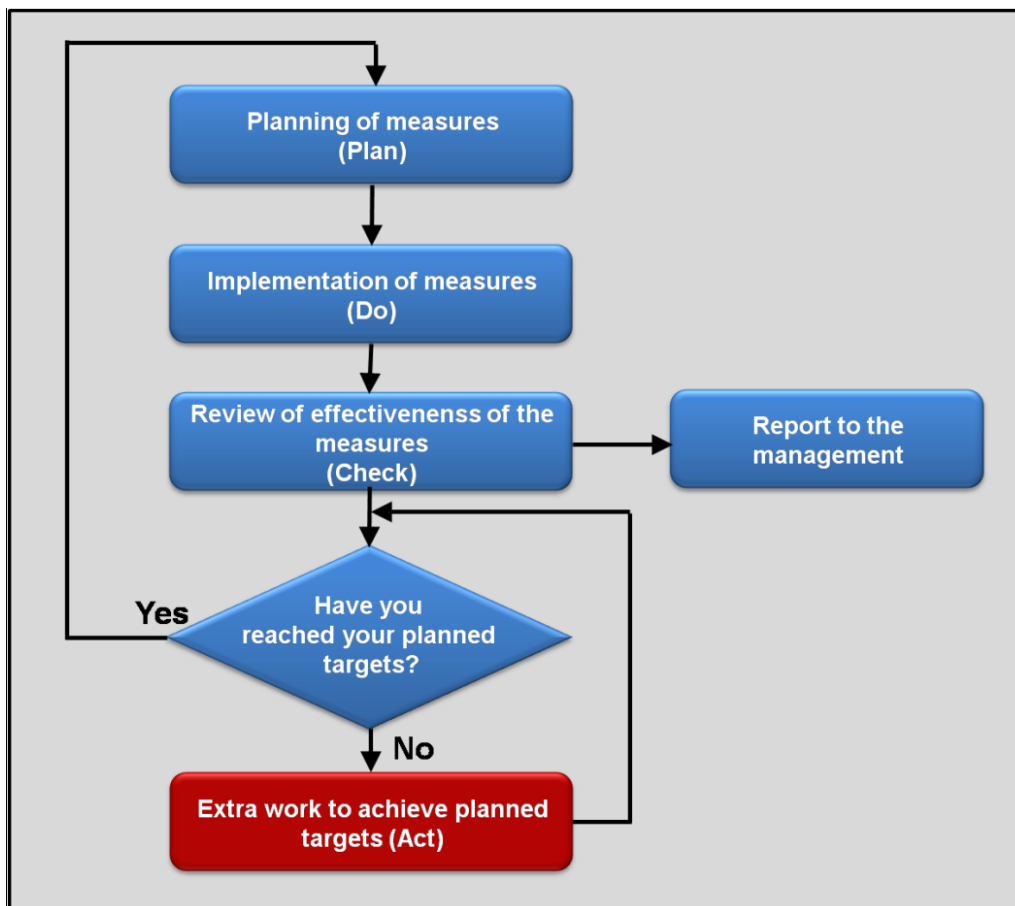 Planning of measures
(Plan)
Implementation of measures
(Do)
Review of effectivenenss of the
measures
(Check)
Report to the
management
Have you
reached your planned
targets?
Yes
No
Extra work to achieve planned
targets (Act)